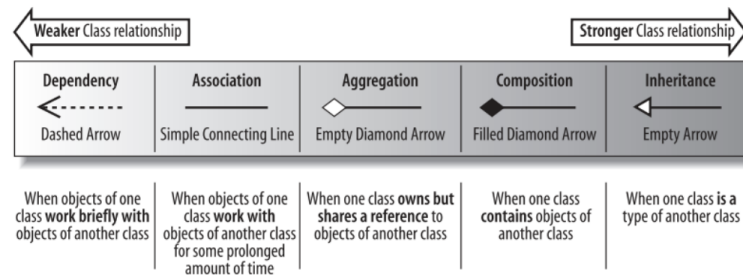 Weaker Class relationship
Stronger Class relationship
Dependency
Dashed Arrow
Association
Simple Connecting Line
Aggregation
Empty Diamond Arrow
Composition
Filled Diamond Arrow
Inheritance
Empty Arrow
When objects of one
class work briefly with
objects of another class
When objects of one
class work with
objects of another class
for some prolonged
amount of time
When one class owns but
shares a reference to
objects of another class
When one class
contains objects of
another class
When one class is a
type of another class